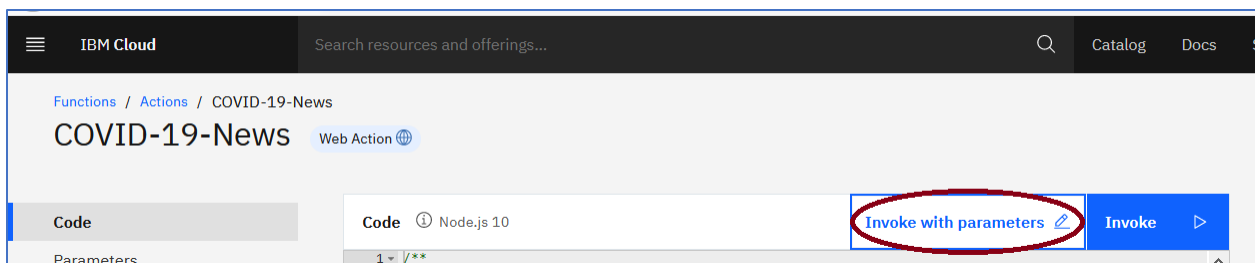 IBM Cloud Search resources and offerings... Catalog Docs
Functions / Actions / COVID-19-News
COVID-19-News Web Action
Code
Code Node.js 10 Invoke with parameters Invoke
Parameters
1 /**